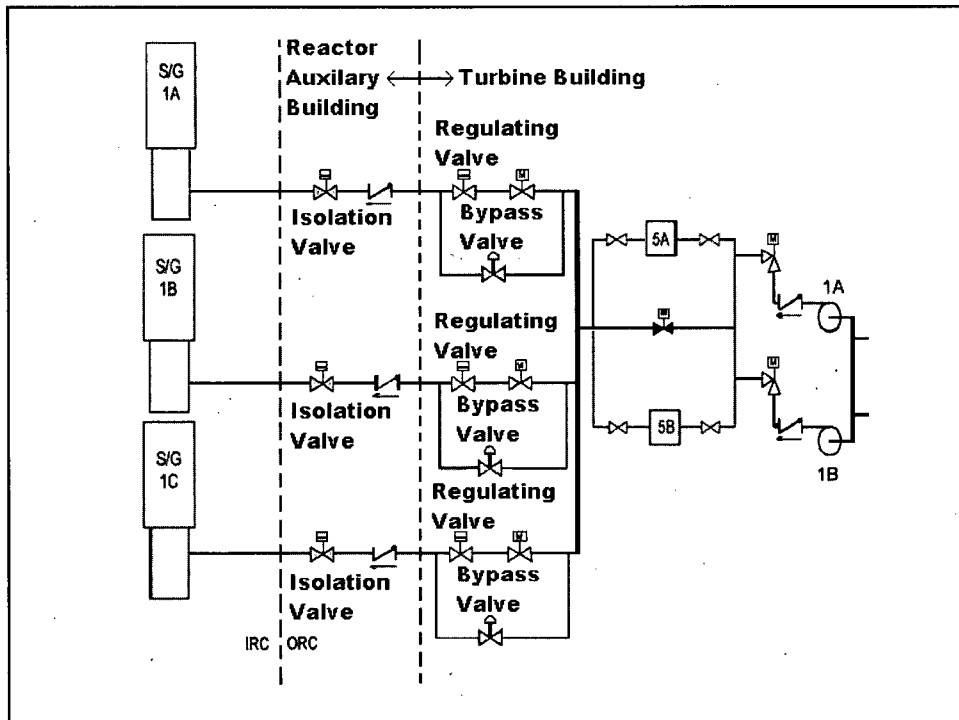 Reactor
Auxilary
Building
Turbine Building
S/G
1A
Regulating
Valve
M
Isolation
Valve
Bypass
Valve
S/G
1B
Regulating
Valve
M
Isolation
Valve
Bypass
Valve
S/G
1C
Regulating
Valve
M
Isolation
Valve
Bypass
Valve
5A
M
1A
M
5B
M
1B
IRC
ORC